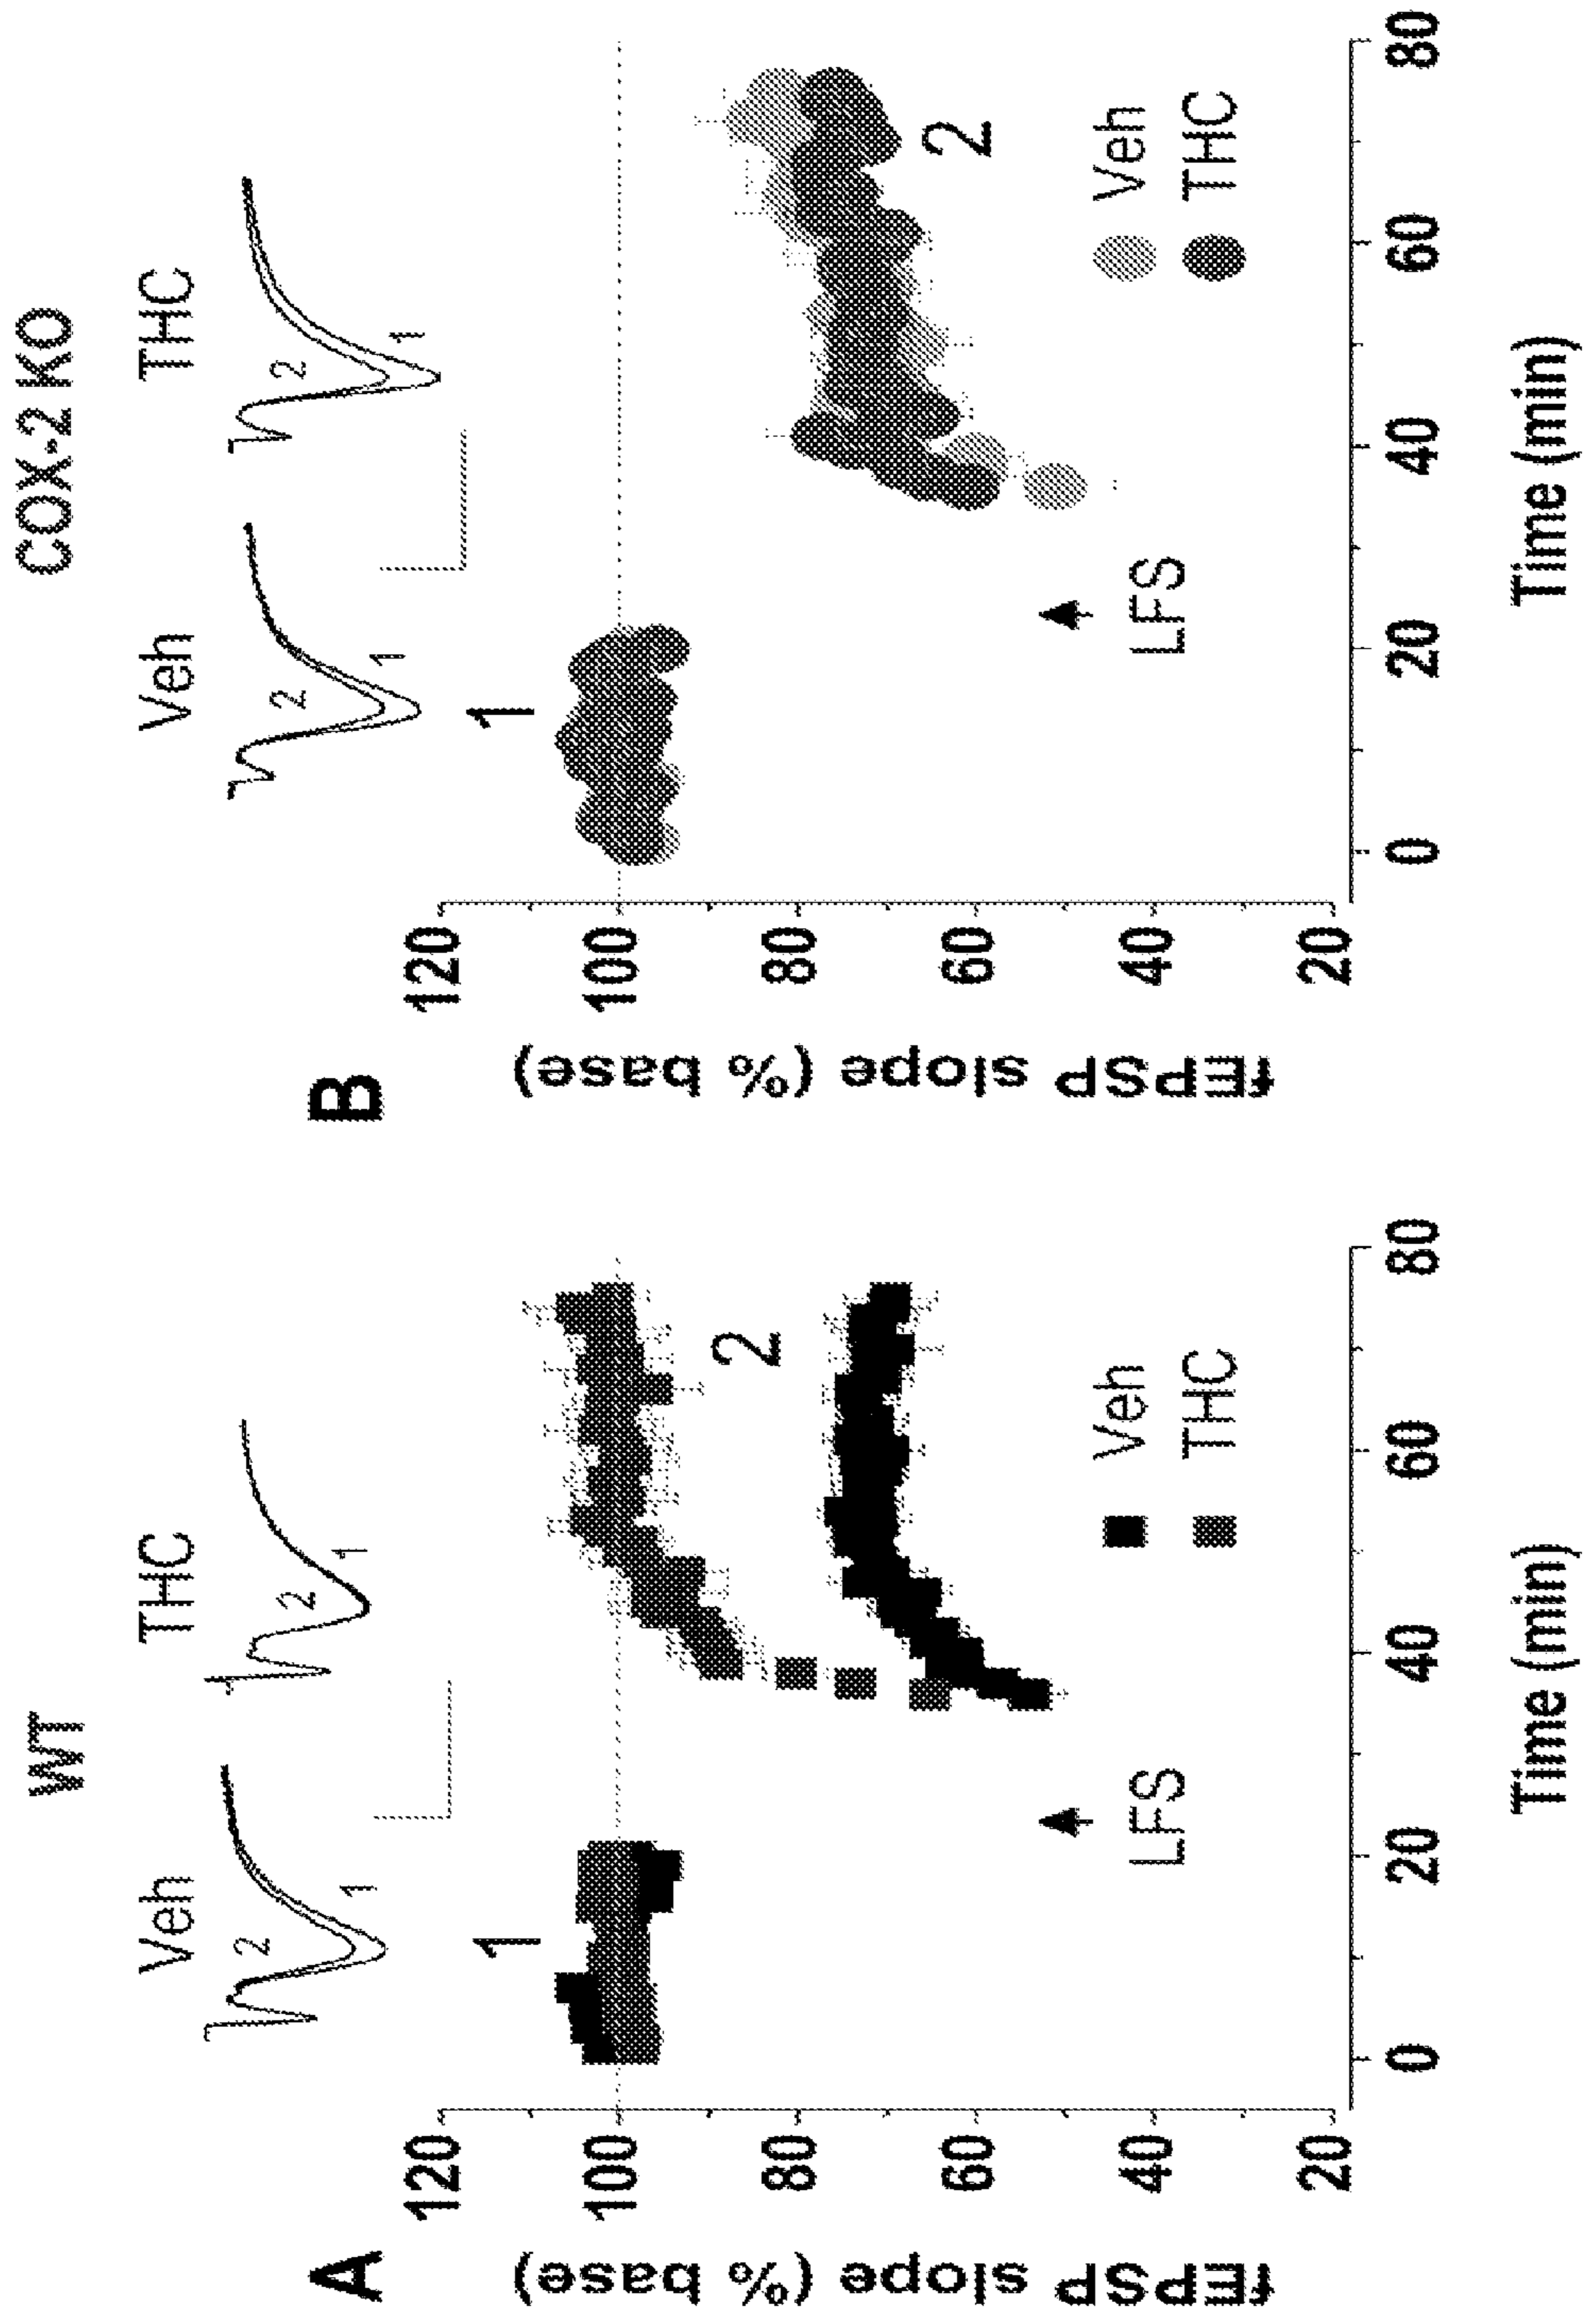 A
WT
Veh
THC
2
1
2
1
1
2
120
100
80
60
40
20
fEPSP slope (% base)
LFS
Veh
THC
0
20
40
60
80
Time (min)
B
COX-2 KO
Veh
THC
2
1
2
1
1
2
120
100
80
60
40
20
fEPSP slope (% base)
LFS
Veh
THC
0
20
40
60
80
Time (min)